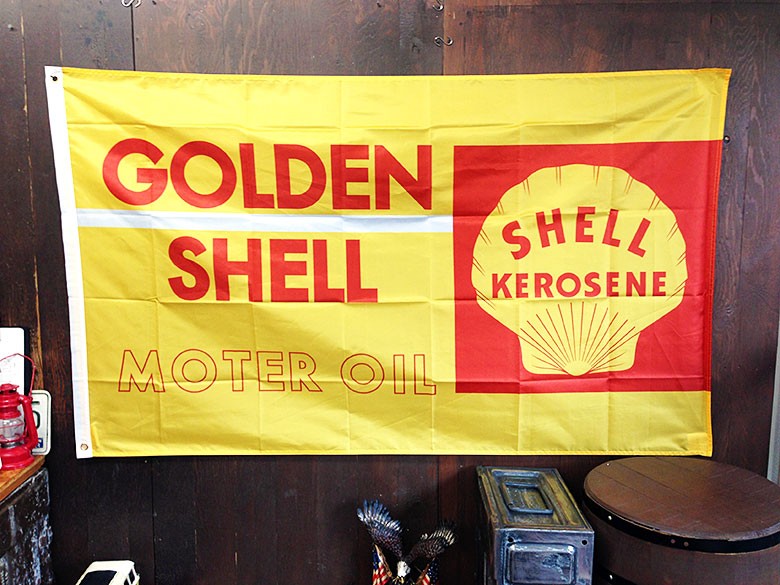 GOLDEN
SHELL
MOTER OIL
SHELL
KEROSENE